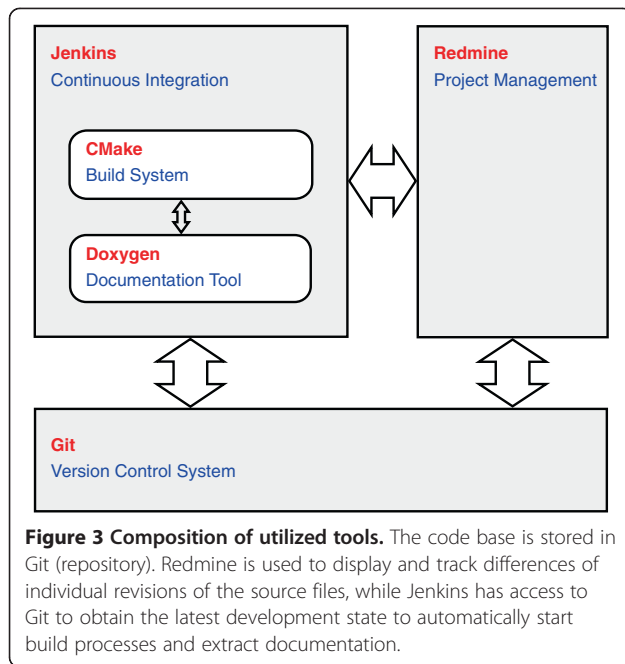 Jenkins
Continuous Integration
Redmine
Project Management
CMake
Build System
Doxygen
Documentation Tool
Git
Version Control System
Figure 3 Composition of utilized tools. The code base is stored in
Git (repository). Redmine is used to display and track differences of
individual revisions of the source files, while Jenkins has access to
Git to obtain the latest development state to automatically start
build processes and extract documentation.